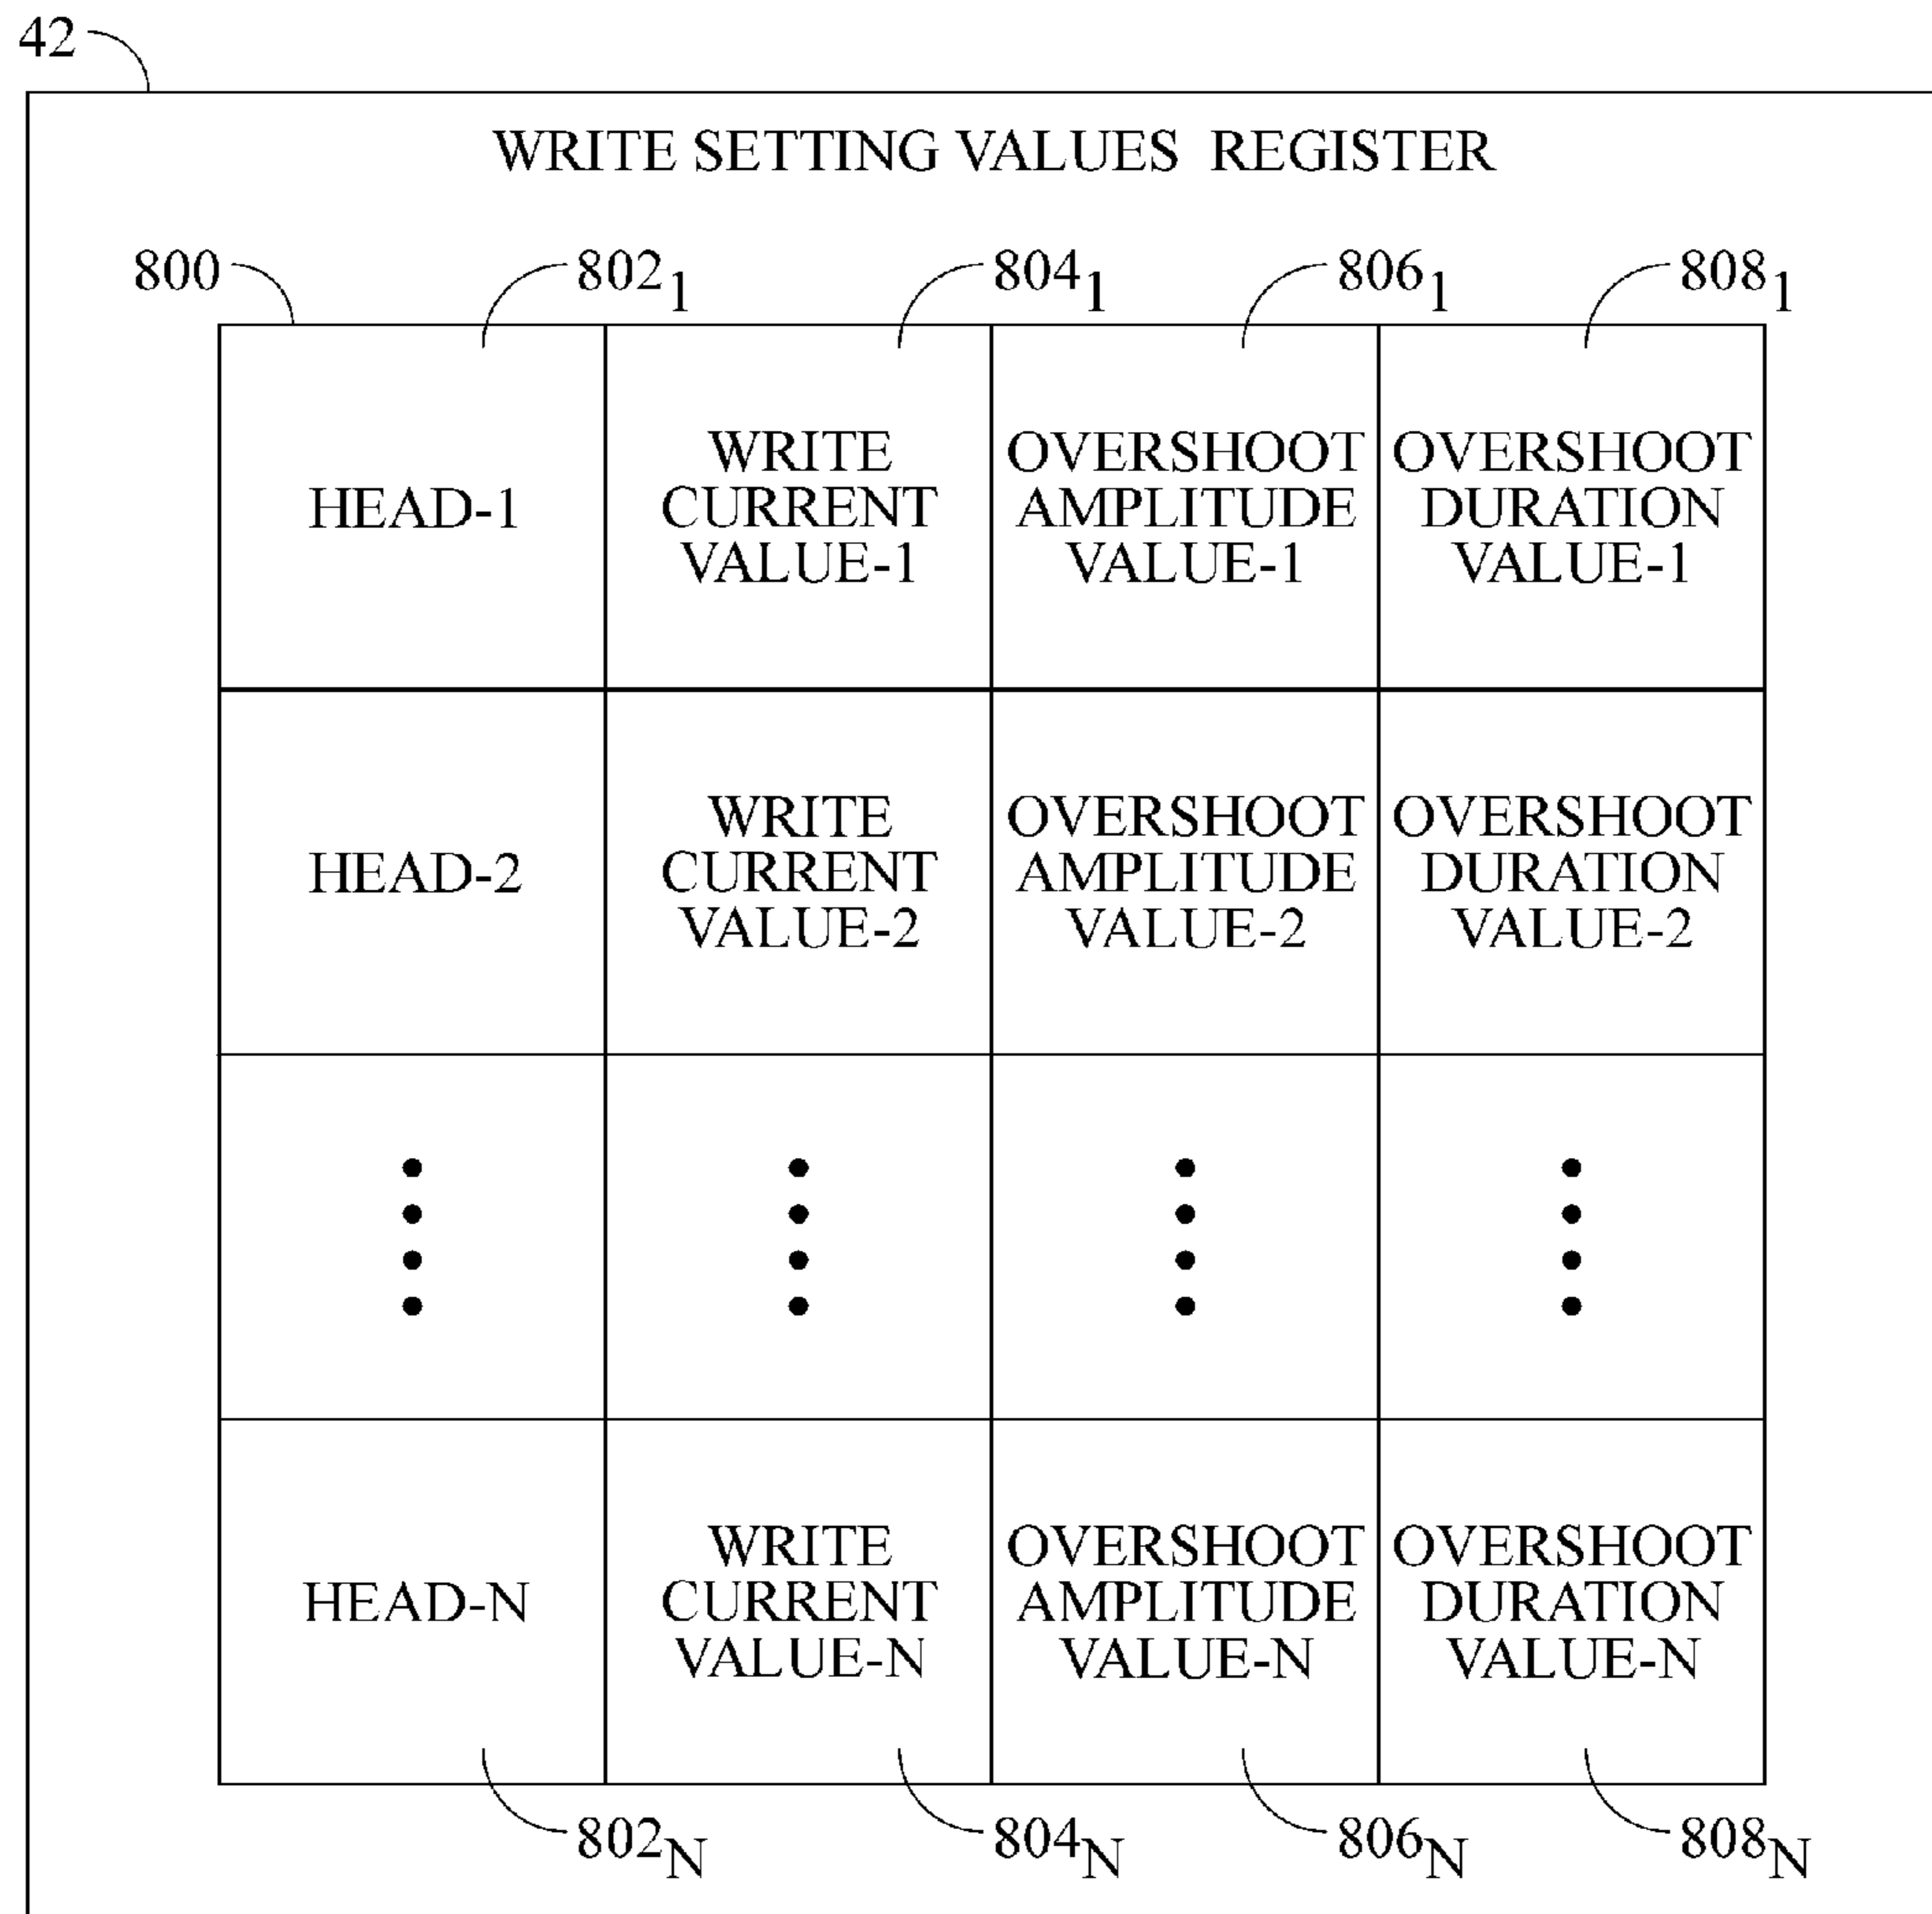 42
WRITE SETTING VALUES REGISTER
800 802₁ 804₁ 806₁ 808₁
HEAD-1
WRITE
CURRENT
VALUE-1
OVERSHOOT
AMPLITUDE
VALUE-1
OVERSHOOT
DURATION
VALUE-1
HEAD-2
WRITE
CURRENT
VALUE-2
OVERSHOOT
AMPLITUDE
VALUE-2
OVERSHOOT
DURATION
VALUE-2
HEAD-N
WRITE
CURRENT
VALUE-N
OVERSHOOT
AMPLITUDE
VALUE-N
OVERSHOOT
DURATION
VALUE-N
802N 804N 806N 808N